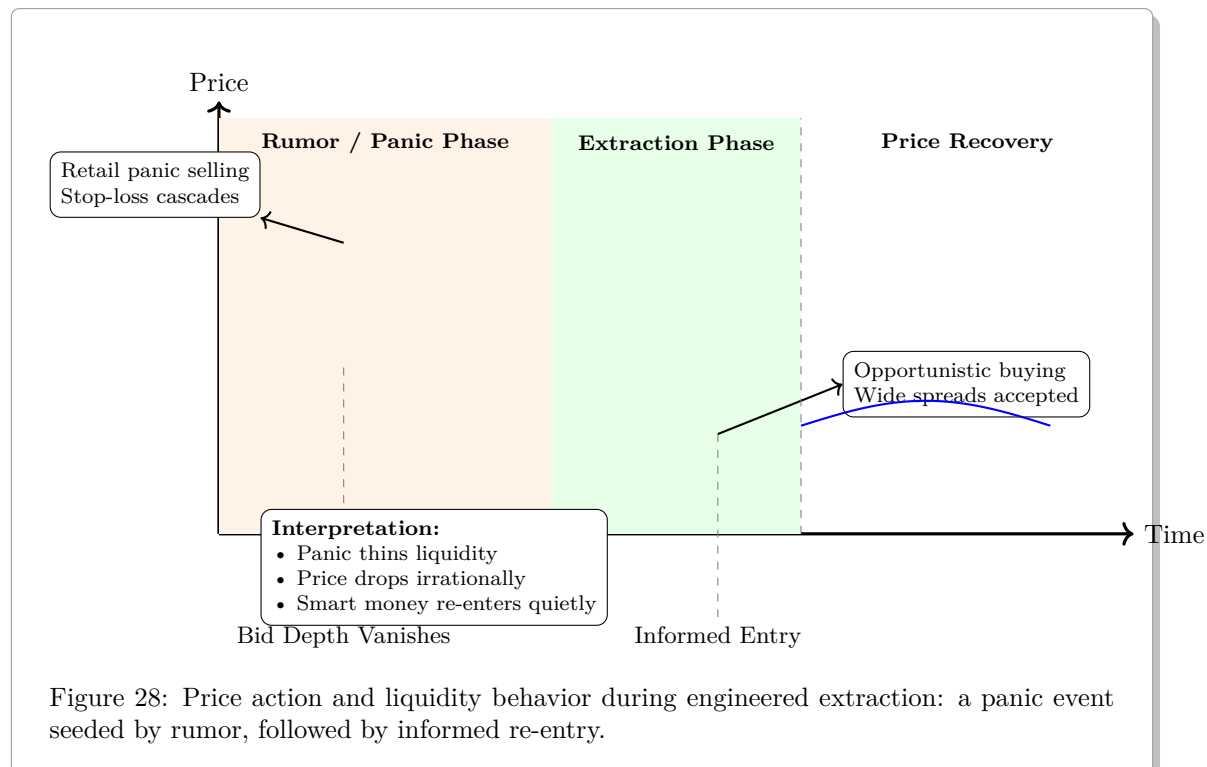 Price
Rumor / Panic Phase
Extraction Phase
Price Recovery
Retail panic selling
Stop-loss cascades
Opportunistic buying
Wide spreads accepted
Time
Interpretation:
• Panic thins liquidity
• Price drops irrationally
• Smart money re-enters quietly
Bid Depth Vanishes
Informed Entry
Figure 28: Price action and liquidity behavior during engineered extraction: a panic event
seeded by rumor, followed by informed re-entry.